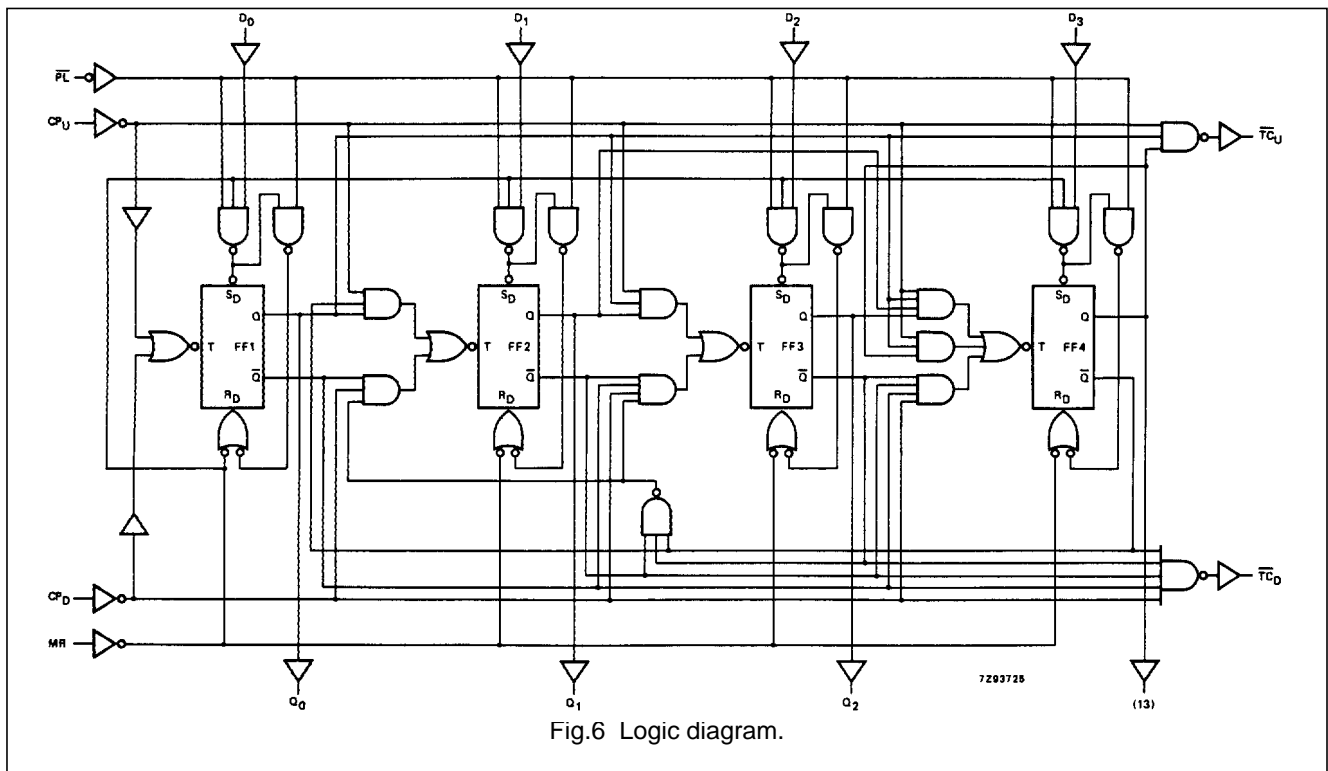 D0 D1 D2 D3
PL
CPU
TCU
SD SD SD SD
Q Q Q Q
T FF1 T FF2 T FF3 T FF4
Q Q Q Q
RD RD RD RD
CPD
TCD
MR
7Z93725
Q0 Q1 Q2 (13)
Fig.6 Logic diagram.